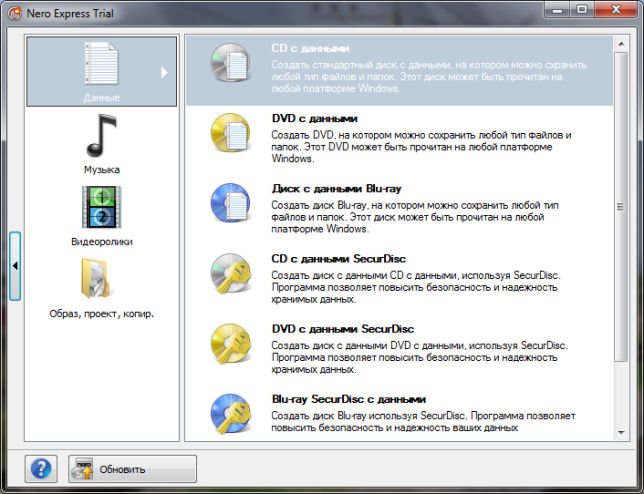 Nero Express Trial
Данные
Музыка
Видеоролики
Образ, проект, копир.
CD с данными
Создать стандартный диск с данными, на котором можно схранить
любой тип файлов и папок. Этот диск может быть прочитан на
любой платформе Windows.
DVD с данными
Создать DVD, на котором можно сохранить любой тип файлов и
папок. Этот DVD может быть прочитан на любой платформе
Windows.
Диск с данными Blu-ray
Создать диск Blu-ray, на котором можно сохранить любой тип
файлов и папок. Этот диск может быть прочитан на любой
платформе Windows.
CD с данными SecurDisc
Создать диск с данными CD с данными, используя SecurDisc.
Программа позволяет повысить безопасность и надежность
хранимых данных.
DVD с данными SecurDisc
Создать диск с данными DVD с данными, используя SecurDisc.
Программа позволяет повысить безопасность и надежность
хранимых данных.
Blu-ray SecurDisc с данными
Создать диск Blu-ray используя SecurDisc. Программа позволяет
повысить безопасность и надежность ваших данных
nero
Обновить